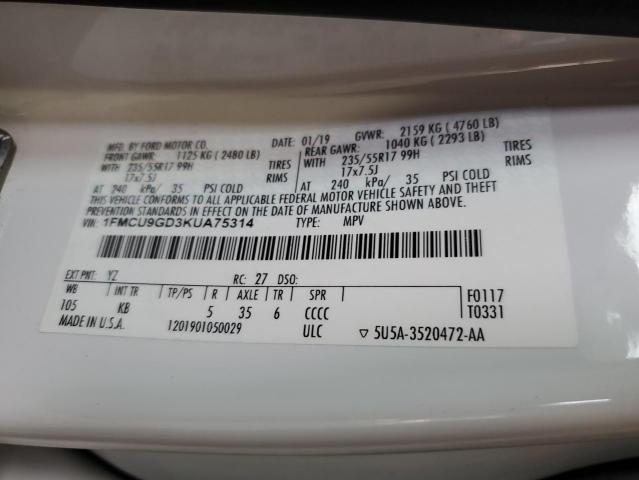 MFD. BY FORD MOTOR CO. DATE: 01/19 GVWR: 2159 KG ( 4760 LB)
FRONT GAWR: 1125 KG ( 2480 LB) REAR GAWR: 1040 KG ( 2293 LB)
WITH 235/55R17 99H TIRES WITH 235/55R17 99H TIRES
17x7.5J RIMS 17x7.5J RIMS
AT 240 kPa/ 35 PSI COLD AT 240 kPa/ 35 PSI COLD
THIS VEHICLE CONFORMS TO ALL APPLICABLE FEDERAL MOTOR VEHICLE SAFETY AND THEFT
PREVENTION STANDARDS IN EFFECT ON THE DATE OF MANUFACTURE SHOWN ABOVE.
VIN: 1FMCU9GD3KUA75314 TYPE: MPV
EXT PNT: YZ RC: 27 DSO:
WB INT TR TP/PS R AXLE TR SPR F0117
105 KB 5 35 6 CCCC T0331
MADE IN U.S.A. 1201901050029 ULC ▽ 5U5A-3520472-AA